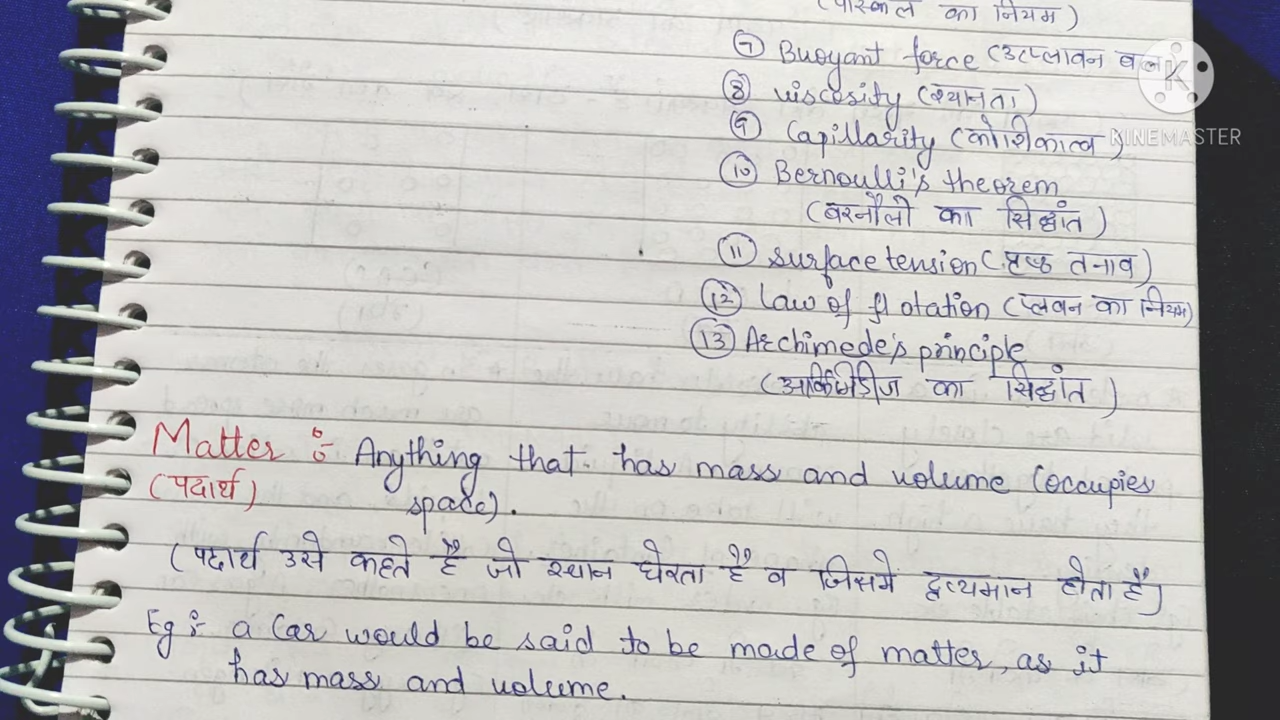 (पास्कल का नियम)
⑦ Buoyant force (उत्प्लावन बल)
⑧ viscosity (श्यानता)
⑨ Capillarity (कोशिकात्व)
⑩ Bernoulli's theorem
(बरनौली का सिद्धांत)
⑪ surface tension (पृष्ठ तनाव)
⑫ Law of flotation (प्लवन का नियम)
⑬ Archimede's principle
(आर्किमिडीज का सिद्धांत)
Matter :- Anything that has mass and volume (occupies
(पदार्थ) space).
(पदार्थ उसे कहते हैं जो स्थान घेरता है व जिसमें द्रव्यमान होता है)
Eg :- a Car would be said to be made of matter, as it
has mass and volume.
K
KINEMASTER